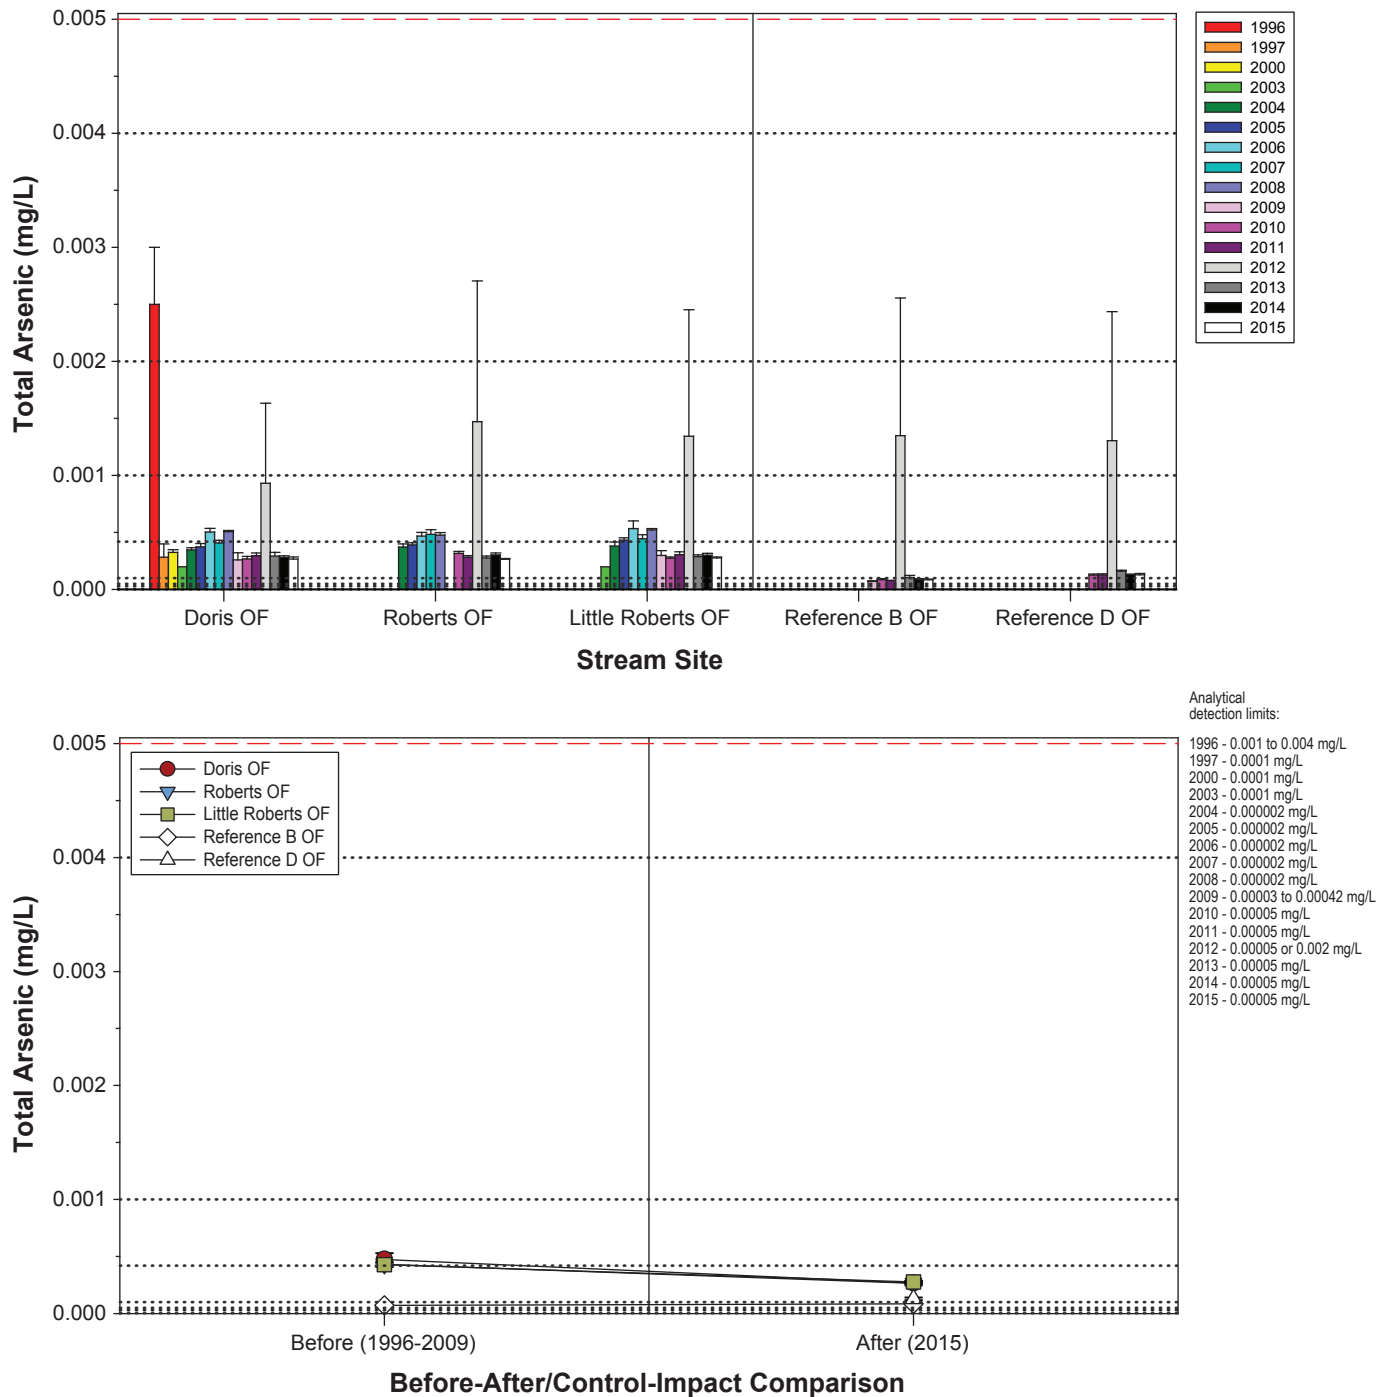 0.005
0.004
0.003
0.002
0.001
0.000
Total Arsenic (mg/L)
Doris OF
Roberts OF
Little Roberts OF
Reference B OF
Reference D OF
Stream Site
1996
1997
2000
2003
2004
2005
2006
2007
2008
2009
2010
2011
2012
2013
2014
2015
0.005
0.004
0.003
0.002
0.001
0.000
Total Arsenic (mg/L)
Doris OF
Roberts OF
Little Roberts OF
Reference B OF
Reference D OF
Before (1996-2009)
After (2015)
Before-After/Control-Impact Comparison
Analytical
detection limits:
1996 - 0.001 to 0.004 mg/L
1997 - 0.0001 mg/L
2000 - 0.0001 mg/L
2003 - 0.0001 mg/L
2004 - 0.000002 mg/L
2005 - 0.000002 mg/L
2006 - 0.000002 mg/L
2007 - 0.000002 mg/L
2008 - 0.000002 mg/L
2009 - 0.00003 to 0.00042 mg/L
2010 - 0.00005 mg/L
2011 - 0.00005 mg/L
2012 - 0.00005 or 0.002 mg/L
2013 - 0.00005 mg/L
2014 - 0.00005 mg/L
2015 - 0.00005 mg/L